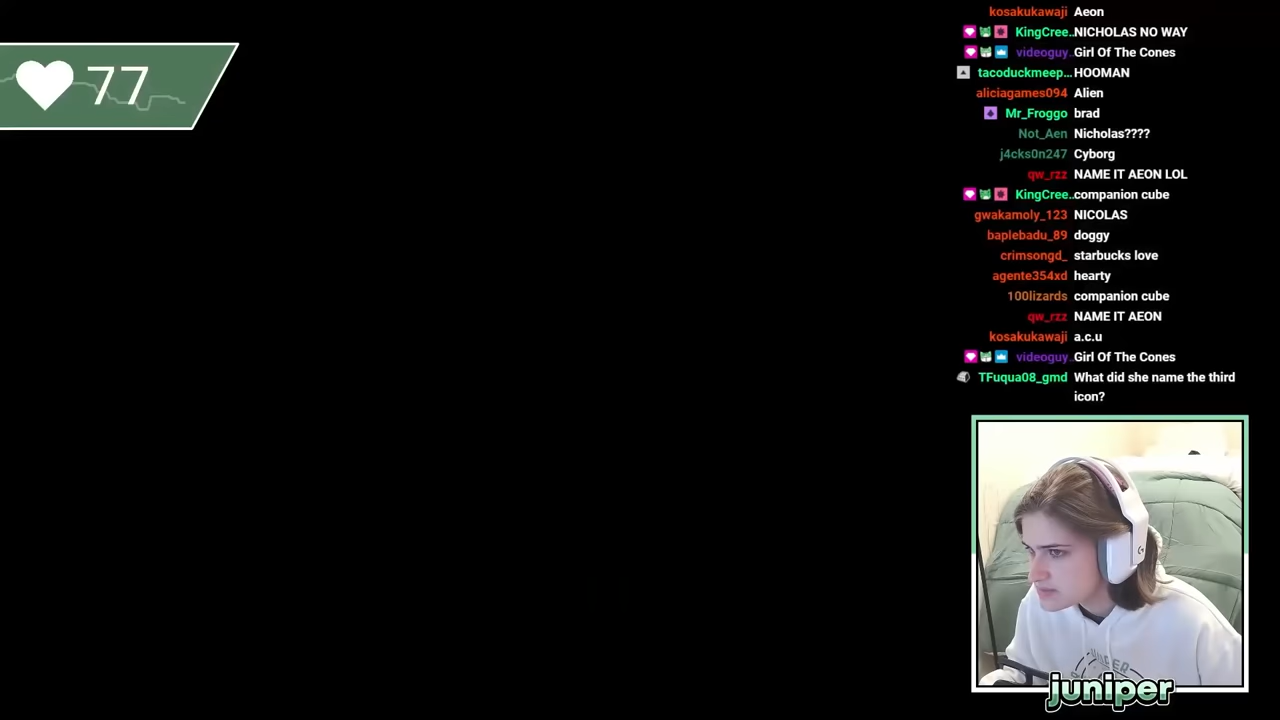 77
kosakukawaji Aeon
KingCree.. NICHOLAS NO WAY
videoguy.. Girl Of The Cones
tacoduckmeep... HOOMAN
aliciagames094 Alien
Mr_Froggo brad
Not_Aen Nicholas????
j4cks0n247 Cyborg
qw_rzz NAME IT AEON LOL
KingCree.. companion cube
gwakamoly_123 NICOLAS
baplebadu_89 doggy
crimsongd_ starbucks love
agente354xd hearty
100lizards companion cube
qw_rzz NAME IT AEON
kosakukawaji a.c.u
videoguy.. Girl Of The Cones
TFuqua08_gmd What did she name the third
icon?
juniper